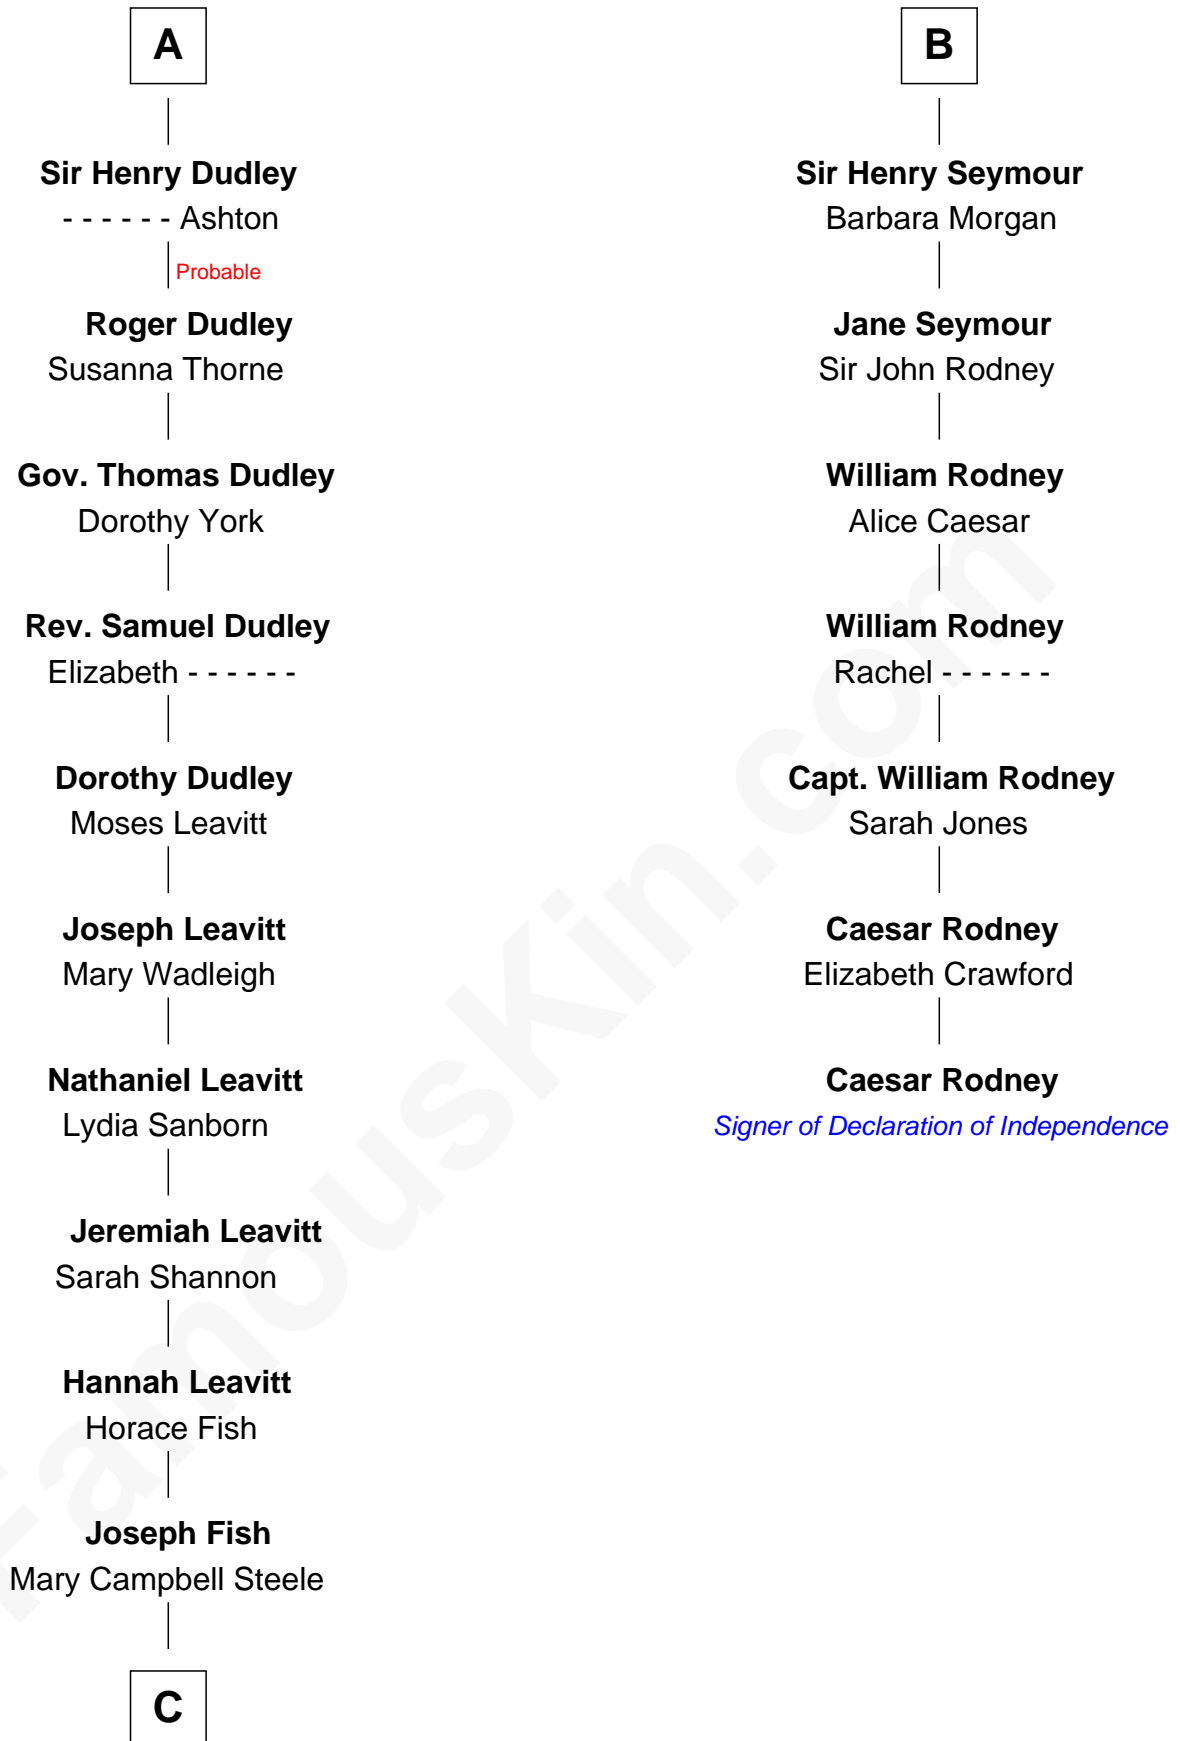 A
Sir Henry Dudley
- - - - - - Ashton
Probable
Roger Dudley
Susanna Thorne
Gov. Thomas Dudley
Dorothy York
Rev. Samuel Dudley
Elizabeth - - - - - -
Dorothy Dudley
Moses Leavitt
Joseph Leavitt
Mary Wadleigh
Nathaniel Leavitt
Lydia Sanborn
Jeremiah Leavitt
Sarah Shannon
Hannah Leavitt
Horace Fish
Joseph Fish
Mary Campbell Steele
C
B
Sir Henry Seymour
Barbara Morgan
Jane Seymour
Sir John Rodney
William Rodney
Alice Caesar
William Rodney
Rachel - - - - - -
Capt. William Rodney
Sarah Jones
Caesar Rodney
Elizabeth Crawford
Caesar Rodney
Signer of Declaration of Independence
FamousKin.com